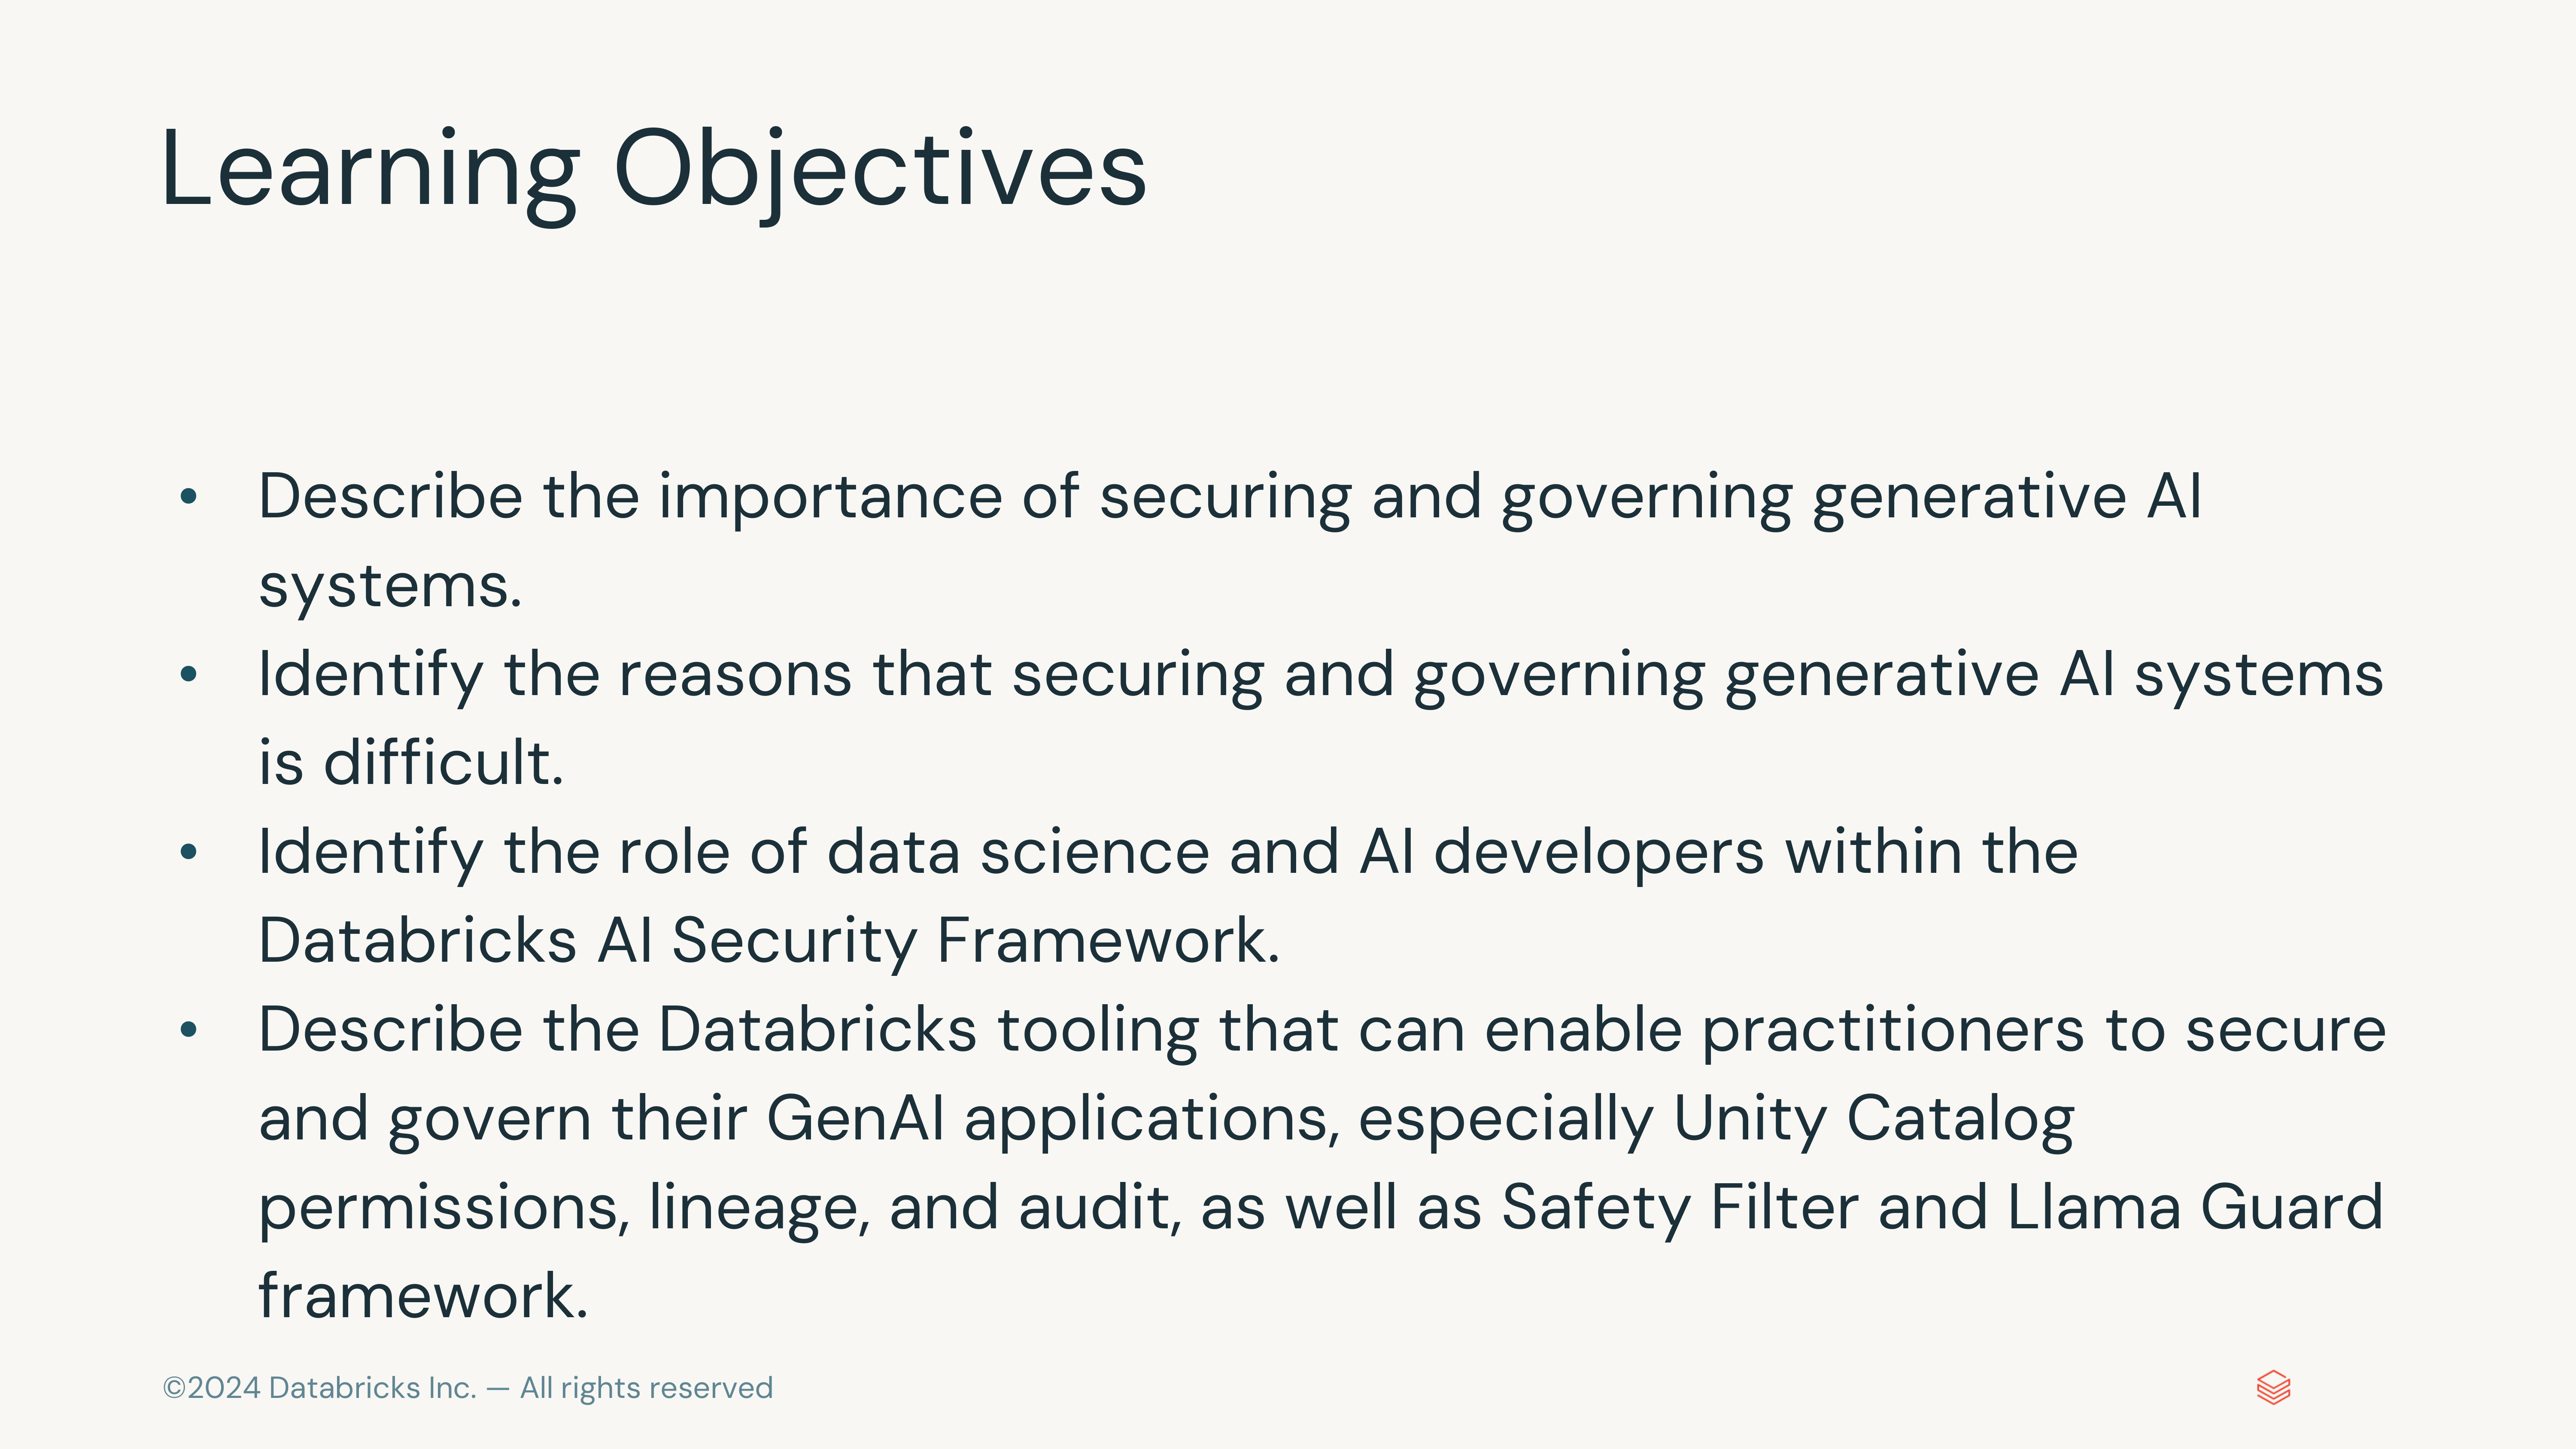 Learning Objectives
• Describe the importance of securing and governing generative AI
systems.
• Identify the reasons that securing and governing generative AI systems
is difficult.
• Identify the role of data science and AI developers within the
Databricks AI Security Framework.
• Describe the Databricks tooling that can enable practitioners to secure
and govern their GenAI applications, especially Unity Catalog
permissions, lineage, and audit, as well as Safety Filter and Llama Guard
framework.
©2024 Databricks Inc. — All rights reserved